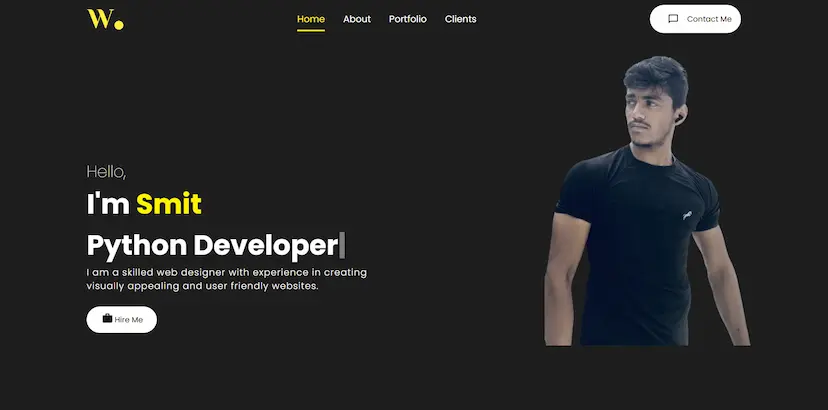 W.
Home About Portfolio Clients
Contact Me
Hello,
I'm Smit
Python Developer
I am a skilled web designer with experience in creating
visually appealing and user friendly websites.
Hire Me